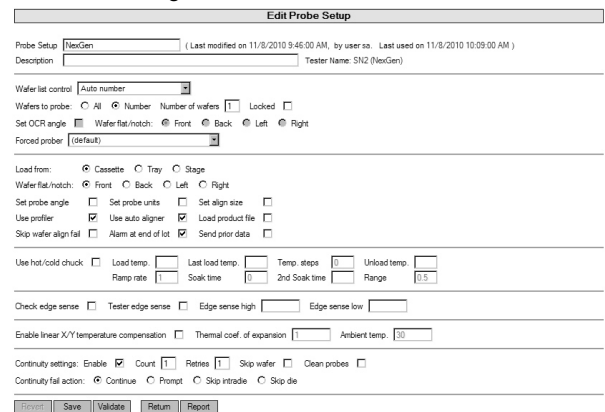 Edit Probe Setup
Probe Setup NexGen ( Last modified on 11/8/2010 9:46:00 AM, by user sa. Last used on 11/8/2010 10:09:00 AM )
Description Tester Name: SN2 (NexGen)
Wafer list control Auto number
Wafers to probe: All Number Number of wafers 1 Locked
Set OCR angle Wafer flat/notch: Front Back Left Right
Forced prober (default)
Load from: Cassette Tray Stage
Wafer flat/notch: Front Back Left Right
Set probe angle Set probe units Set align size
Use profiler Use auto aligner Load product file
Skip wafer align fail Alarm at end of lot Send prior data
Use hot/cold chuck Load temp. Last load temp. Temp. steps 0 Unload temp.
Ramp rate 1 Soak time 0 2nd Soak time Range 0.5
Check edge sense Tester edge sense Edge sense high Edge sense low
Enable linear X/Y temperature compensation Thermal coef. of expansion 1 Ambient temp. 30
Continuity settings: Enable Count 1 Retries 1 Skip wafer Clean probes
Continuity fail action: Continue Prompt Skip intradie Skip die
Revert Save Validate Return Report